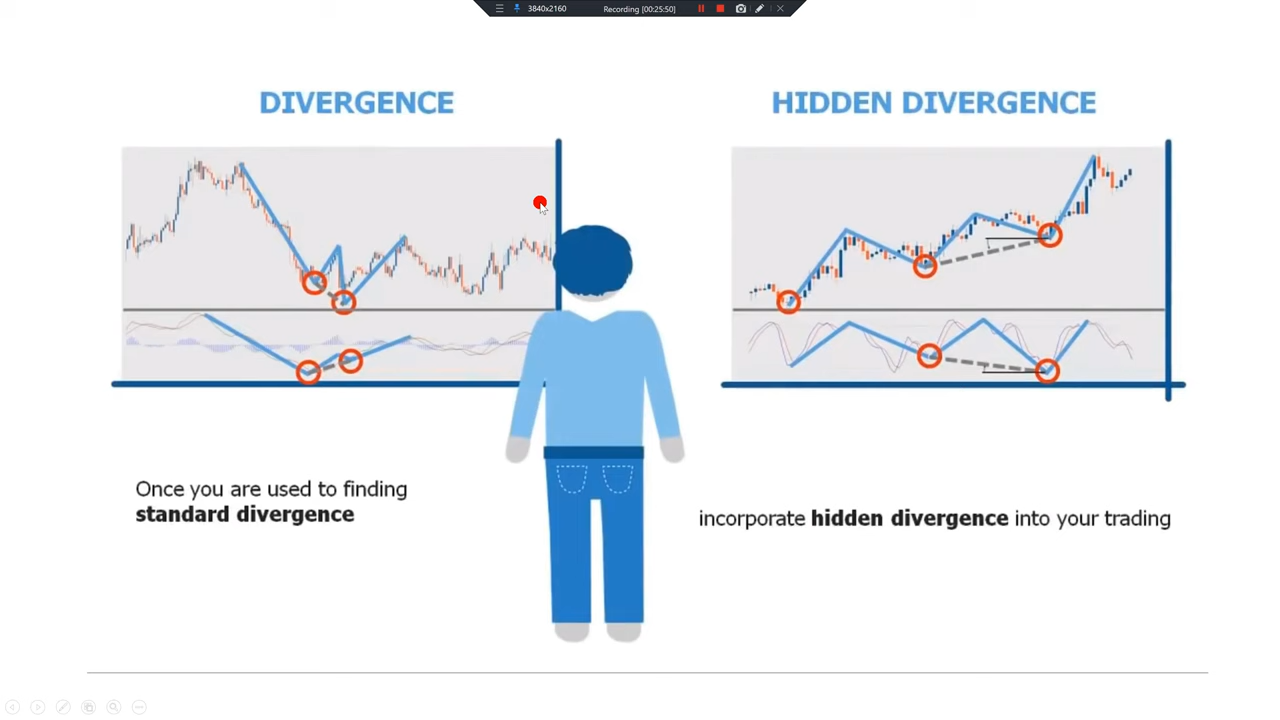 3840x2160 Recording [00:25:50]
DIVERGENCE
HIDDEN DIVERGENCE
Once you are used to finding
standard divergence
incorporate hidden divergence into your trading